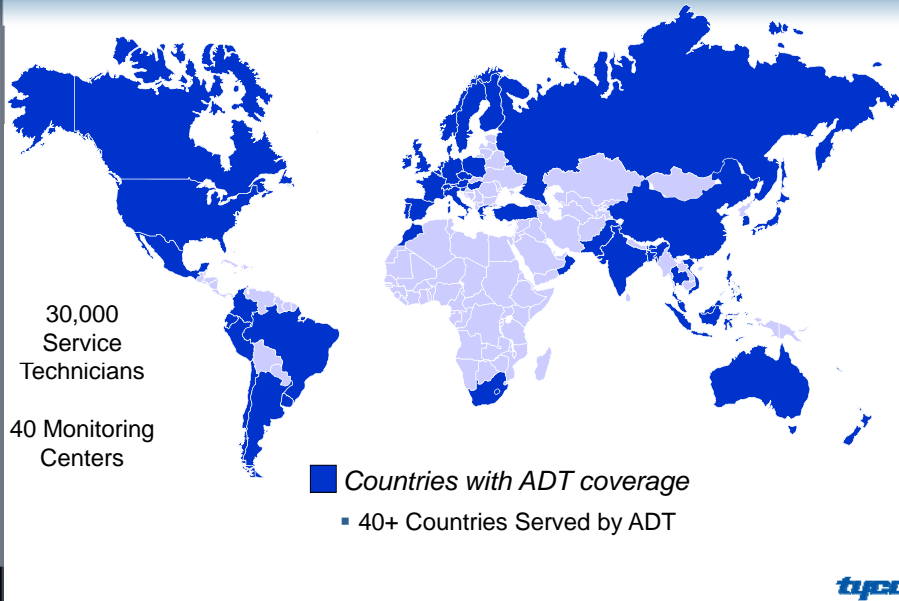 30,000
Service
Technicians
40 Monitoring
Centers
Countries with ADT coverage
▪ 40+ Countries Served by ADT